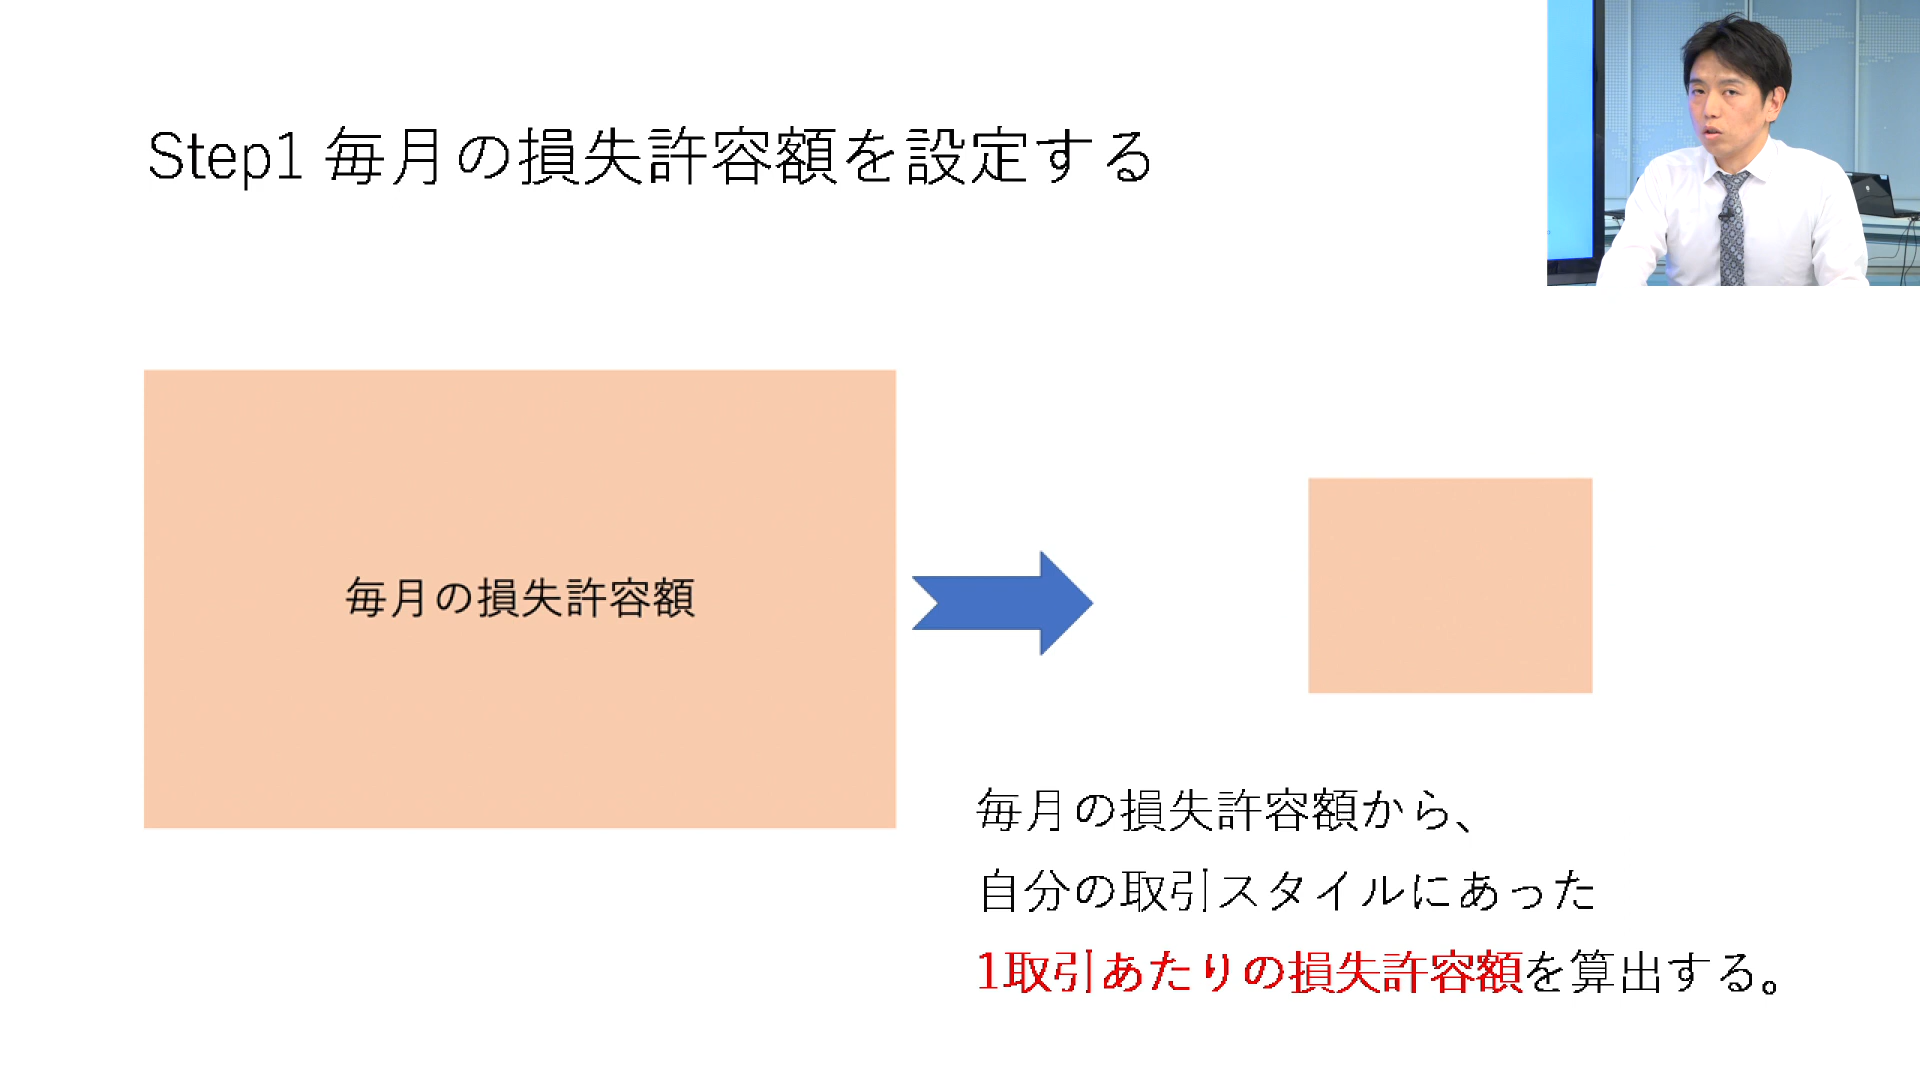 Step1 毎月の損失許容額を設定する
毎月の損失許容額
毎月の損失許容額から、
自分の取引スタイルにあった
1取引あたりの損失許容額を算出する。